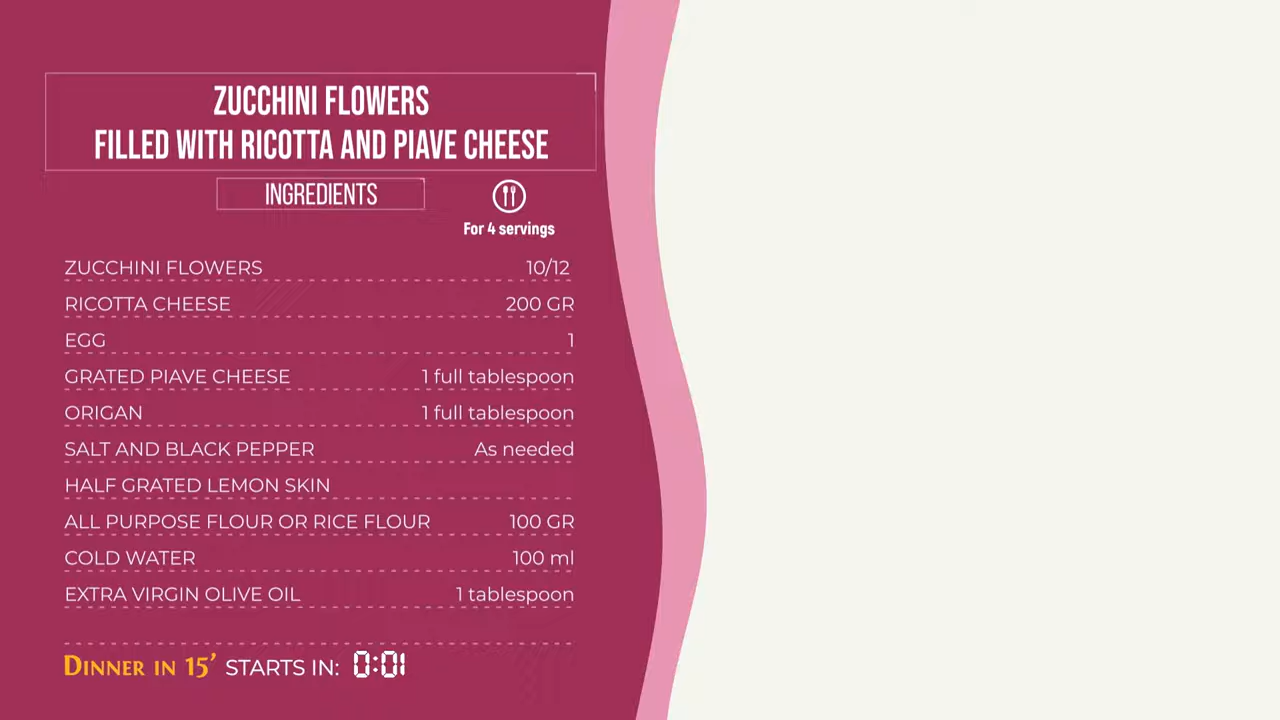 ZUCCHINI FLOWERS
FILLED WITH RICOTTA AND PIAVE CHEESE
INGREDIENTS
For 4 servings
ZUCCHINI FLOWERS 10/12
RICOTTA CHEESE 200 GR
EGG 1
GRATED PIAVE CHEESE 1 full tablespoon
ORIGAN 1 full tablespoon
SALT AND BLACK PEPPER As needed
HALF GRATED LEMON SKIN
ALL PURPOSE FLOUR OR RICE FLOUR 100 GR
COLD WATER 100 ml
EXTRA VIRGIN OLIVE OIL 1 tablespoon
DINNER IN 15' STARTS IN: 0:01